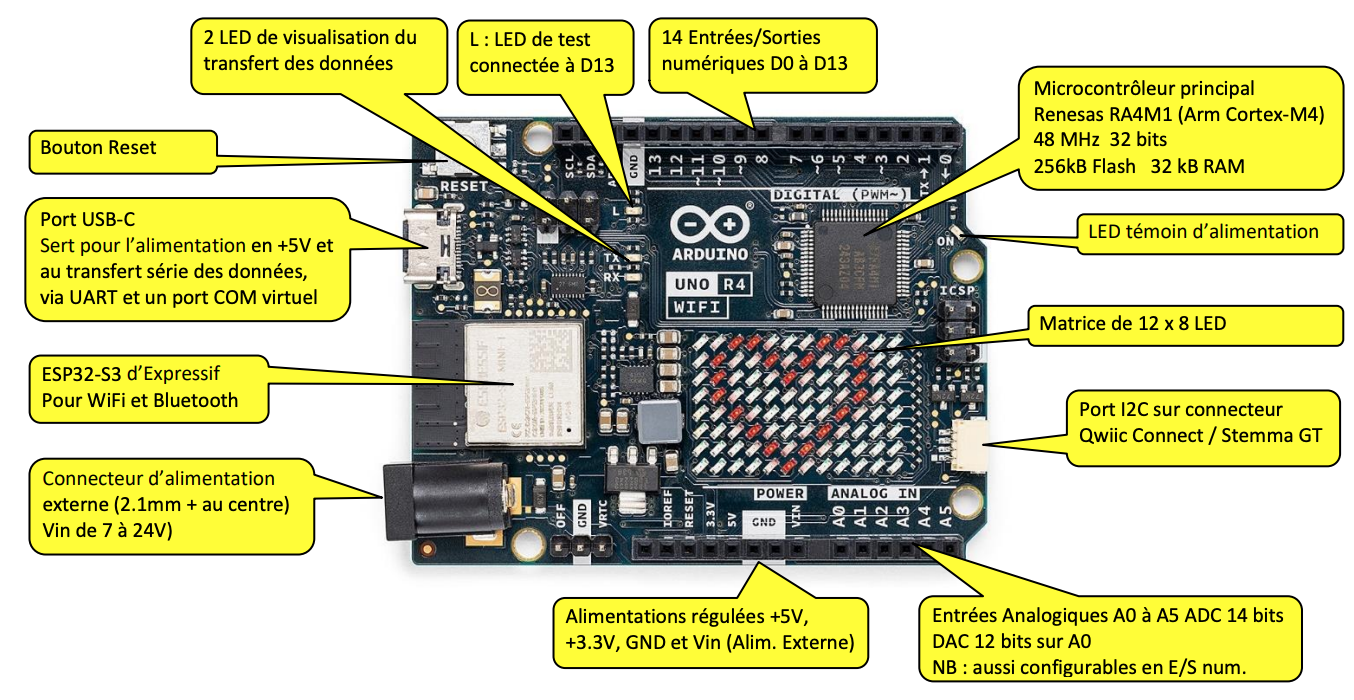 2 LED de visualisation du
transfert des données
L : LED de test
connectée à D13
14 Entrées/Sorties
numériques D0 à D13
Microcontrôleur principal
Renesas RA4M1 (Arm Cortex-M4)
48 MHz 32 bits
256kB Flash 32 kB RAM
Bouton Reset
Port USB-C
Sert pour l’alimentation en +5V et
au transfert série des données,
via UART et un port COM virtuel
LED témoin d’alimentation
Matrice de 12 x 8 LED
ESP32-S3 d’Expressif
Pour WiFi et Bluetooth
Port I2C sur connecteur
Qwiic Connect / Stemma GT
Connecteur d’alimentation
externe (2.1mm + au centre)
Vin de 7 à 24V)
Alimentations régulées +5V,
+3.3V, GND et Vin (Alim. Externe)
Entrées Analogiques A0 à A5 ADC 14 bits
DAC 12 bits sur A0
NB : aussi configurables en E/S num.
RESET
SCL
SDA
GND
13
12
~11
~10
~9
8
7
~6
~5
4
~3
2
TX→1
0
DIGITAL (PWM~)
L
TX
RX
ARDUINO
UNO R4
WIFI
ON
ICSP
OFF
GND
VRTC
IOREF
RESET
3.3V
5V
GND
VIN
POWER
ANALOG IN
A0
A1
A2
A3
A4
A5